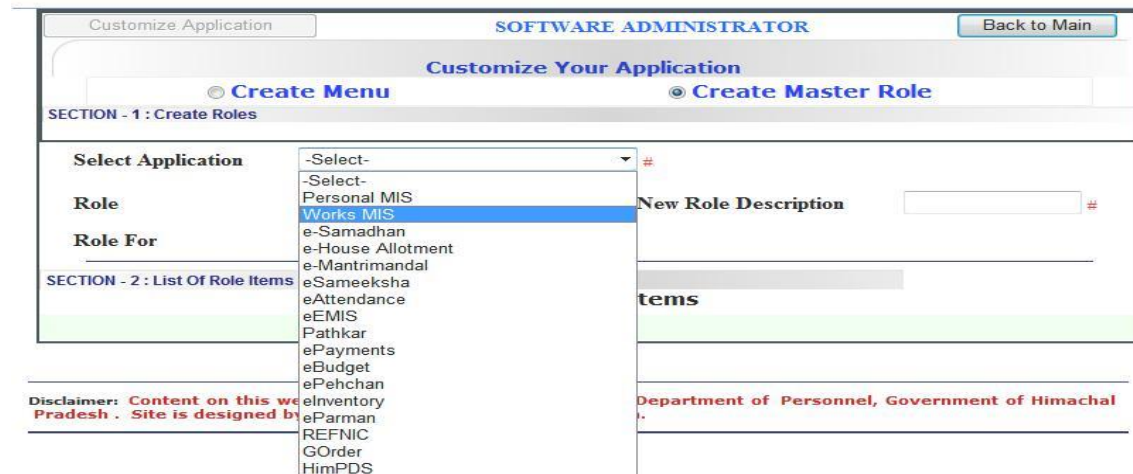 Customize Application SOFTWARE ADMINISTRATOR Back to Main
Customize Your Application
Create Menu Create Master Role
SECTION - 1 : Create Roles
Select Application -Select- #
-Select-
Personal MIS
Role New Role Description #
Works MIS
e-Samadhan
Role For
e-House Allotment
e-Mantrimandal
SECTION - 2 : List Of Role Items
eSameeksha
eAttendance
tems
eEMIS
Pathkar
ePayments
eBudget
ePehchan
Disclaimer: Content on this we Department of Personnel, Government of Himachal
eInventory
Pradesh . Site is designed by
eParman
REFNIC
GOrder
HimPDS